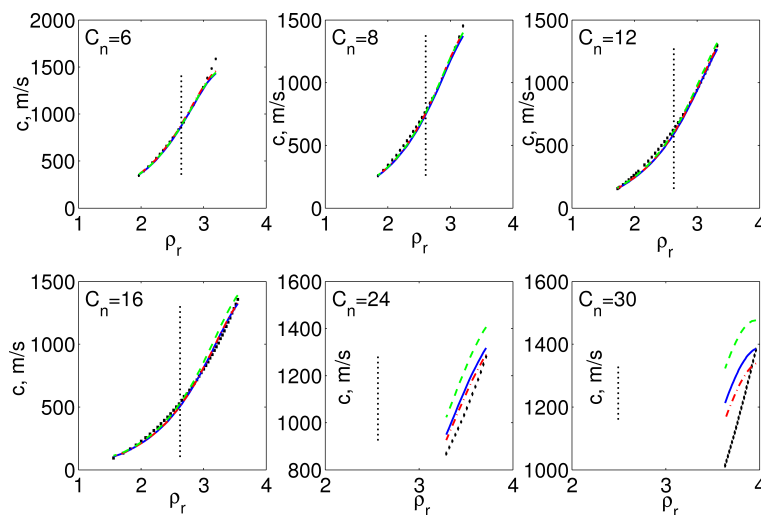 C_n=6
2000
1500
1000
500
0
c, m/s
1 2 3 4
ρ_r
C_n=8
1500
1000
500
0
c, m/s
1 2 3 4
ρ_r
C_n=12
1500
1000
500
0
c, m/s
1 2 3 4
ρ_r
C_n=16
1500
1000
500
0
c, m/s
1 2 3 4
ρ_r
C_n=24
1600
1400
1200
1000
800
c, m/s
2 3 4
ρ_r
C_n=30
1600
1400
1200
1000
c, m/s
2 3 4
ρ_r